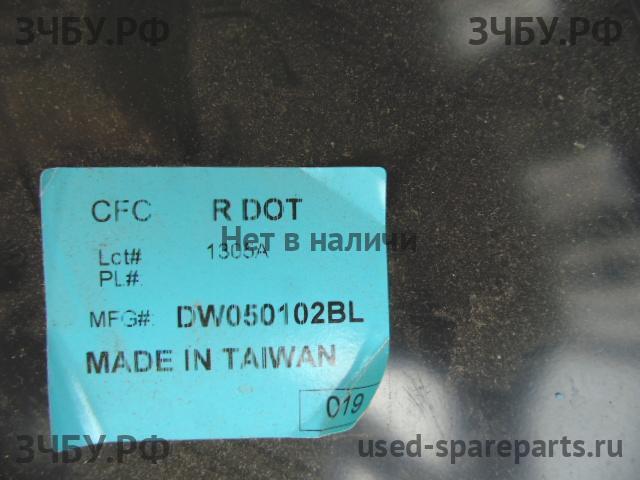 ЗЧБУ.РФ ЗЧБУ.РФ
CFC R DOT
Нет в наличи
Lct# 1305A
PL#:
MFG#: DW050102BL
MADE IN TAIWAN
019
ЗЧБУ.РФ used-spareparts.ru